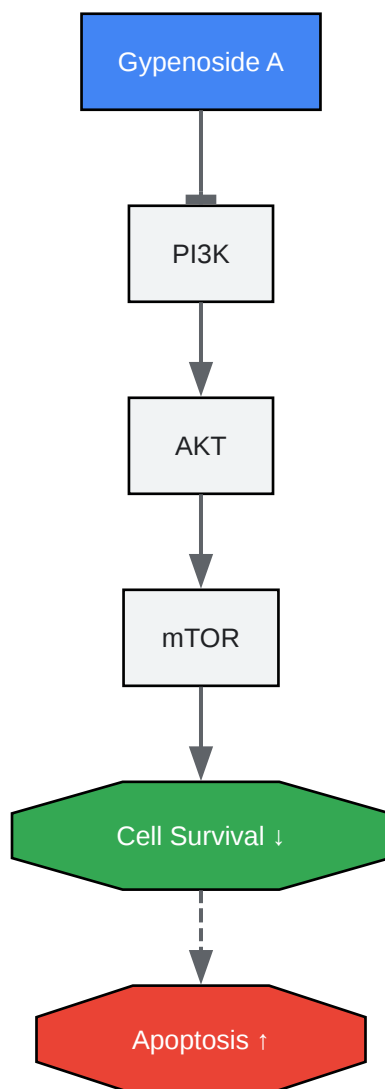 Gypenoside A
PI3K
AKT
mTOR
Cell Survival ↓
Apoptosis ↑